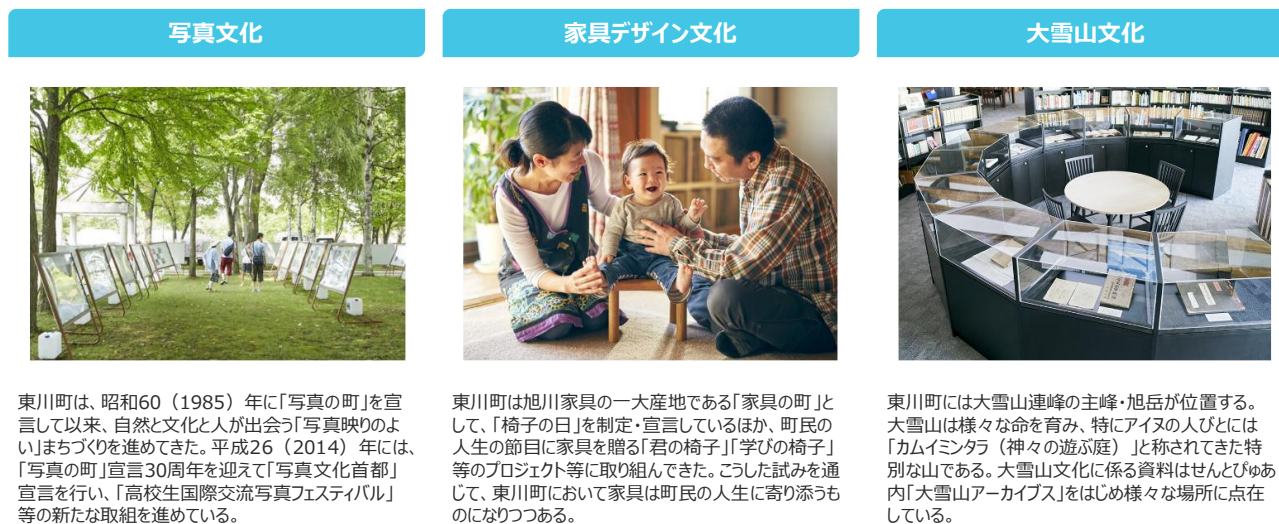 写真文化
東川町は、昭和60（1985）年に「写真の町」を宣
言して以来、自然と文化と人が出会う「写真映りのよ
い」まちづくりを進めてきた。平成26（2014）年には、
「写真の町」宣言30周年を迎えて「写真文化首都」
宣言を行い、「高校生国際交流写真フェスティバル」
等の新たな取組を進めている。
家具デザイン文化
東川町は旭川家具の一大産地である「家具の町」と
して、「椅子の日」を制定・宣言しているほか、町民の
人生の節目に家具を贈る「君の椅子」「学びの椅子」
等のプロジェクト等に取り組んできた。こうした試みを通
じて、東川町において家具は町民の人生に寄り添うも
のになりつつある。
大雪山文化
東川町には大雪山連峰の主峰・旭岳が位置する。
大雪山は様々な命を育み、特にアイヌの人びとには
「カムイミンタラ（神々の遊ぶ庭）」と称されてきた特
別な山である。大雪山文化に係る資料はせんとぴゅあ
内「大雪山アーカイブス」をはじめ様々な場所に点在
している。